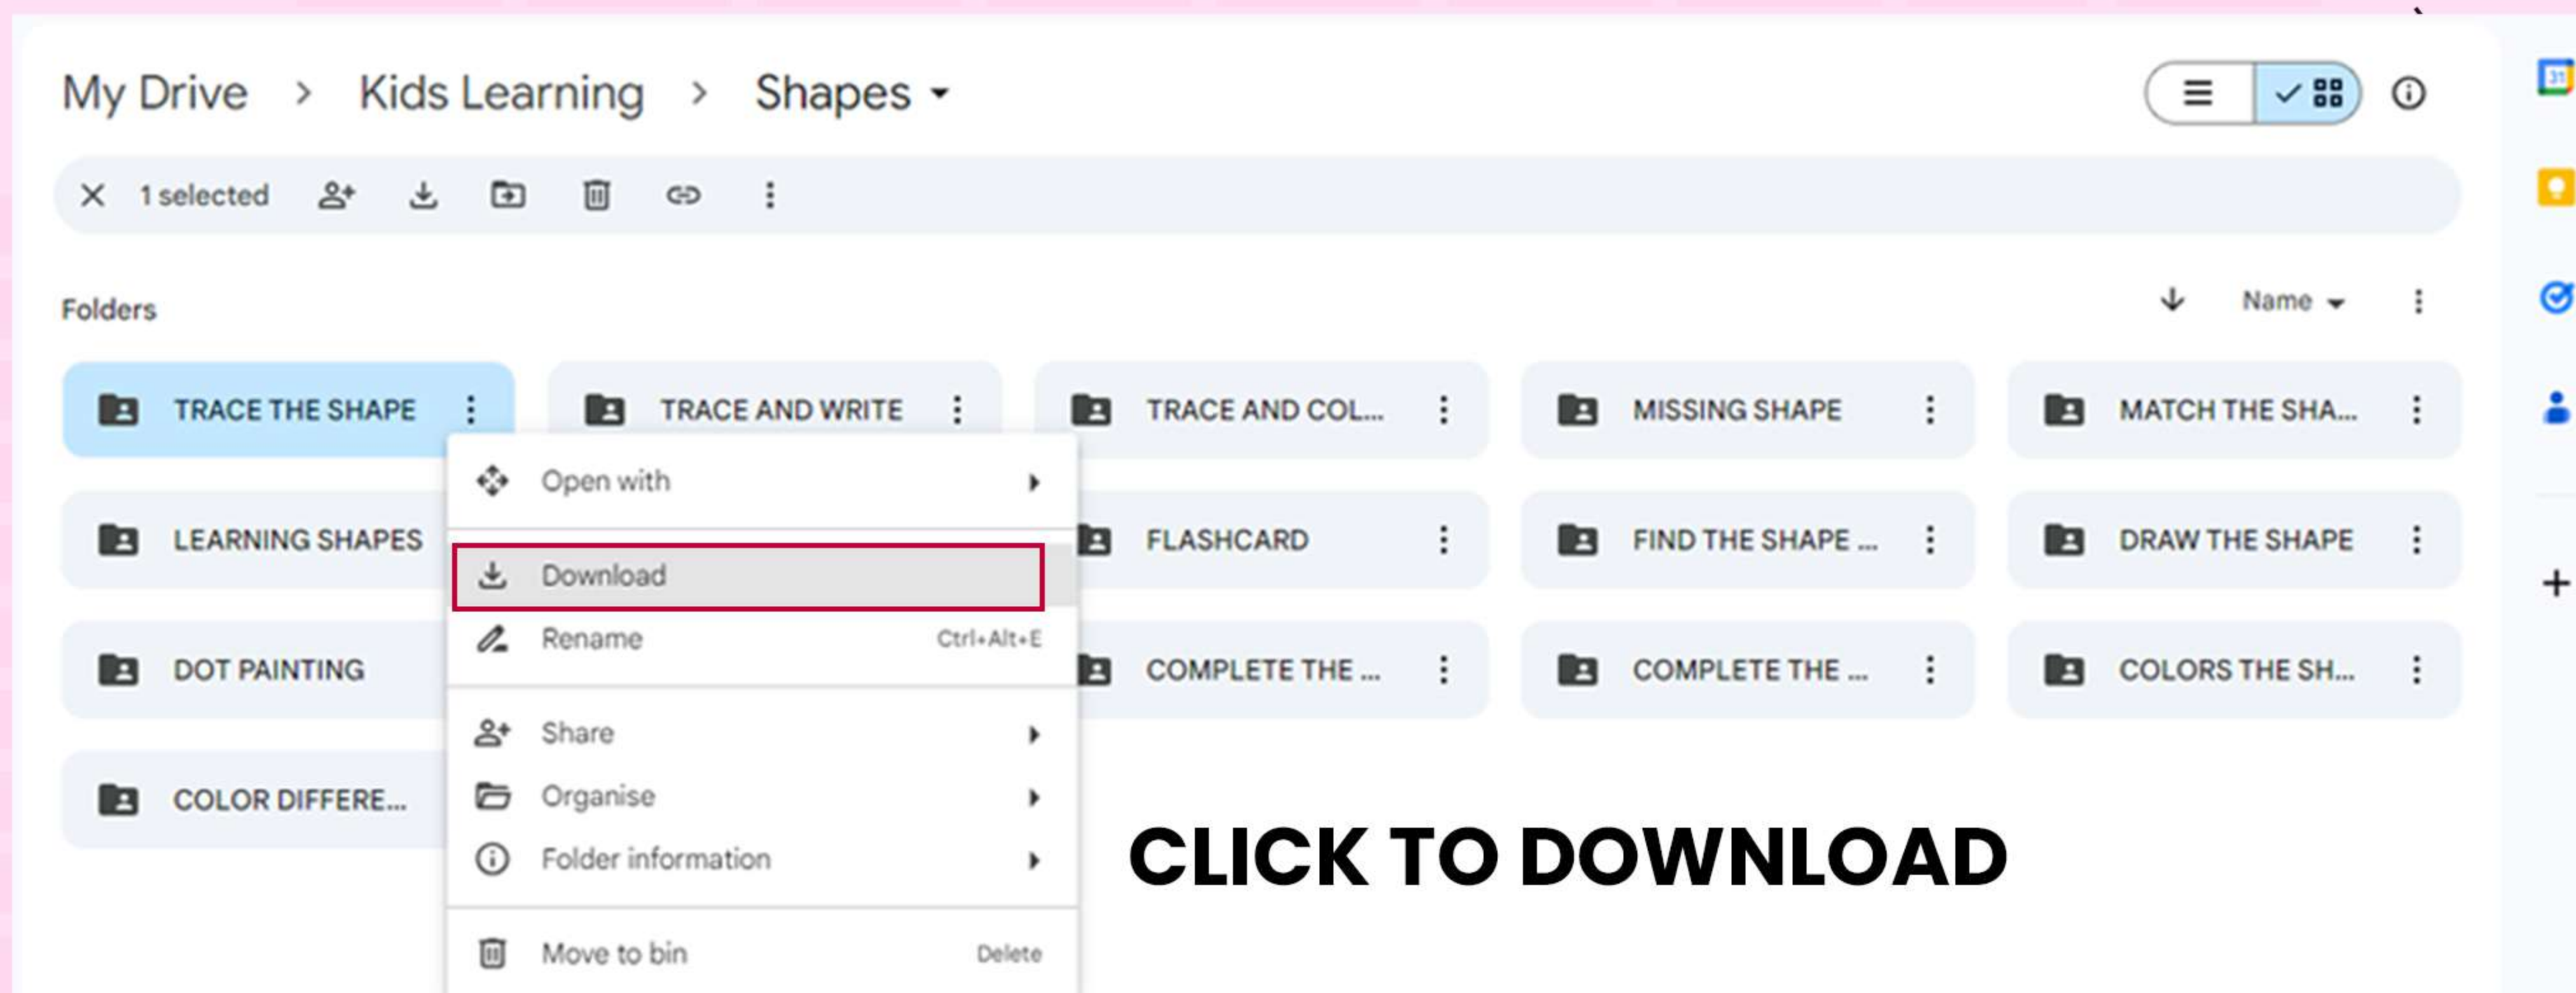 My Drive > Kids Learning > Shapes
1 selected
Folders
Name
TRACE THE SHAPE
TRACE AND WRITE
TRACE AND COL...
MISSING SHAPE
MATCH THE SHA...
LEARNING SHAPES
FLASHCARD
FIND THE SHAPE ...
DRAW THE SHAPE
DOT PAINTING
COMPLETE THE ...
COMPLETE THE ...
COLORS THE SH...
COLOR DIFFERE...
Open with
Download
Rename Ctrl+Alt+E
Share
Organise
Folder information
Move to bin Delete
CLICK TO DOWNLOAD
31